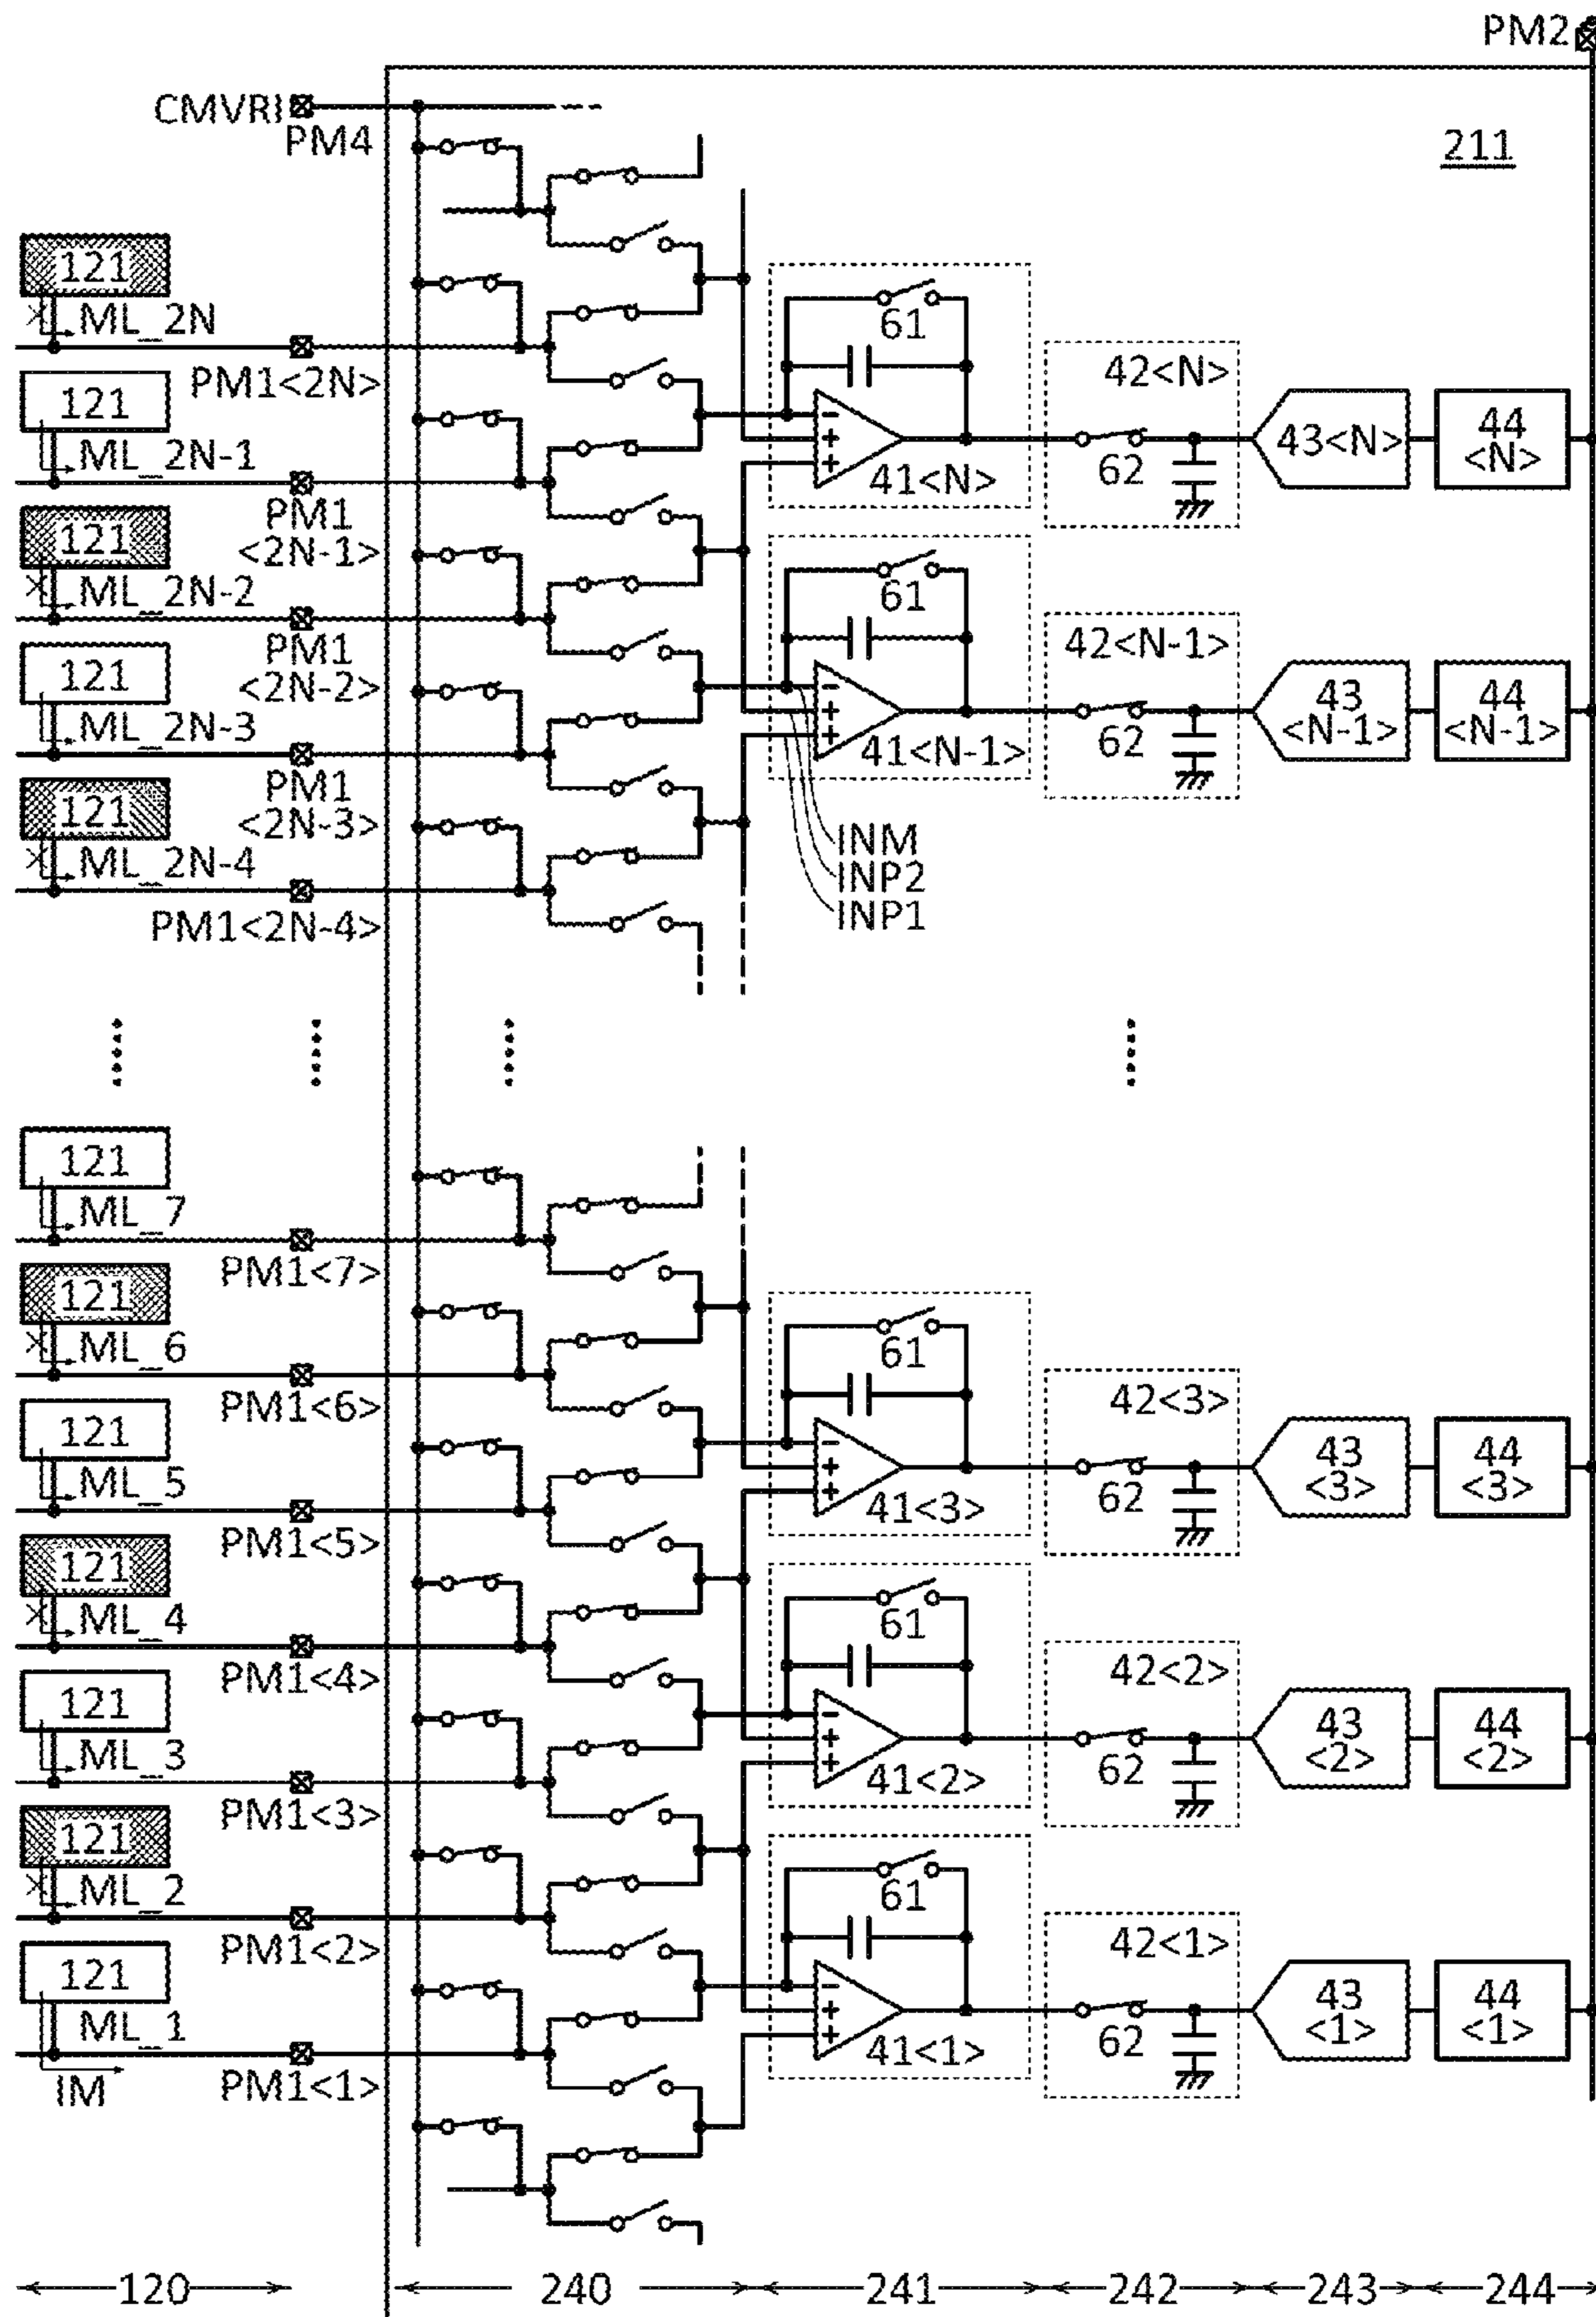 PM2
CMVRI
PM4
211
121
ML_2N
PM1<2N>
61
41<N>
42<N>
62
43<N>
44
<N>
121
ML_2N-1
PM1
<2N-1>
121
ML_2N-2
PM1
<2N-2>
61
41<N-1>
42<N-1>
62
43
<N-1>
44
<N-1>
121
ML_2N-3
PM1
<2N-3>
121
ML_2N-4
PM1<2N-4>
INM
INP2
INP1
121
ML_7
PM1<7>
121
ML_6
PM1<6>
61
41<3>
42<3>
62
43
<3>
44
<3>
121
ML_5
PM1<5>
121
ML_4
PM1<4>
61
41<2>
42<2>
62
43
<2>
44
<2>
121
ML_3
PM1<3>
121
ML_2
PM1<2>
61
41<1>
42<1>
62
43
<1>
44
<1>
121
ML_1
IM
PM1<1>
120
240
241
242
243
244